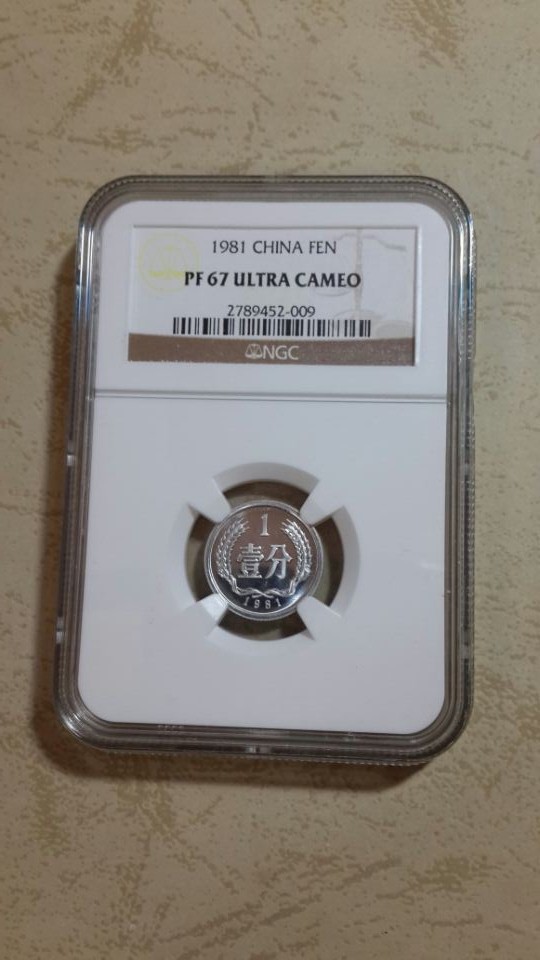 1981 CHINA FEN
PF 67 ULTRA CAMEO
2789452-009
NGC
1
壹分
1981